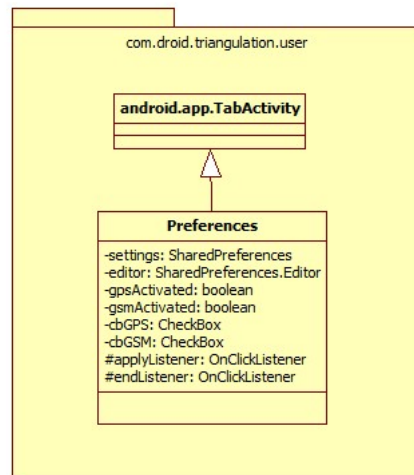 com.droid.triangulation.user
android.app.TabActivity
Preferences
-settings: SharedPreferences
-editor: SharedPreferences.Editor
-gpsActivated: boolean
-gsmActivated: boolean
-cbGPS: CheckBox
-cbGSM: CheckBox
#applyListener: OnClickListener
#endListener: OnClickListener